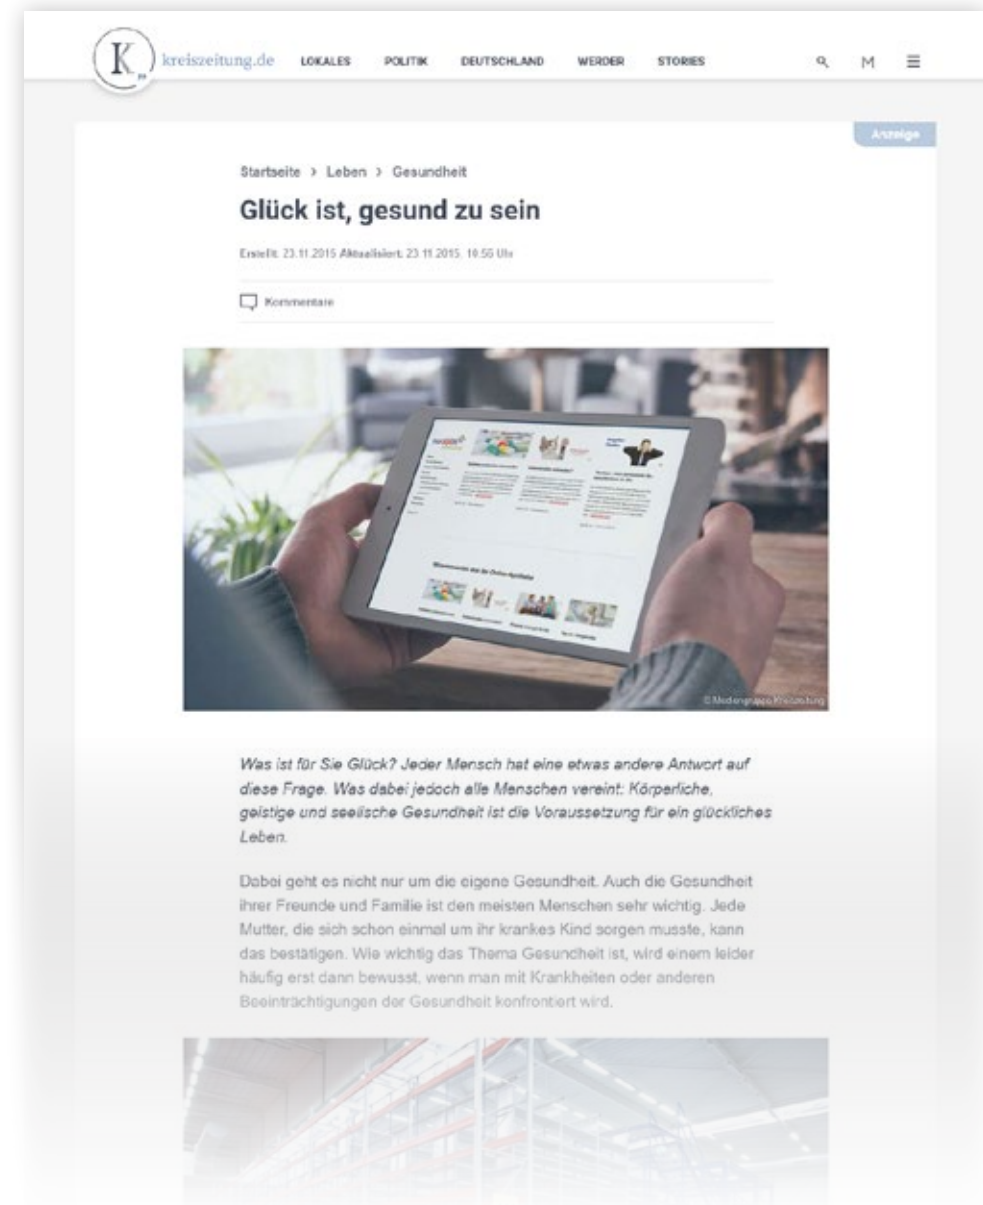 K
kreiszeitung.de LOKALES POLITIK DEUTSCHLAND WERDER STORIES M
Anzeige
Startseite > Leben > Gesundheit
Glück ist, gesund zu sein
Erstellt: 23.11.2015 Aktualisiert: 23.11.2015, 10:56 Uhr
Kommentare
© Mediengruppe Kreiszeitung
Was ist für Sie Glück? Jeder Mensch hat eine etwas andere Antwort auf
diese Frage. Was dabei jedoch alle Menschen vereint: Körperliche,
geistige und seelische Gesundheit ist die Voraussetzung für ein glückliches
Leben.
Dabei geht es nicht nur um die eigene Gesundheit. Auch die Gesundheit
ihrer Freunde und Familie ist den meisten Menschen sehr wichtig. Jede
Mutter, die sich schon einmal um ihr krankes Kind sorgen musste, kann
das bestätigen. Wie wichtig das Thema Gesundheit ist, wird einem leider
häufig erst dann bewusst, wenn man mit Krankheiten oder anderen
Beeinträchtigungen der Gesundheit konfrontiert wird.